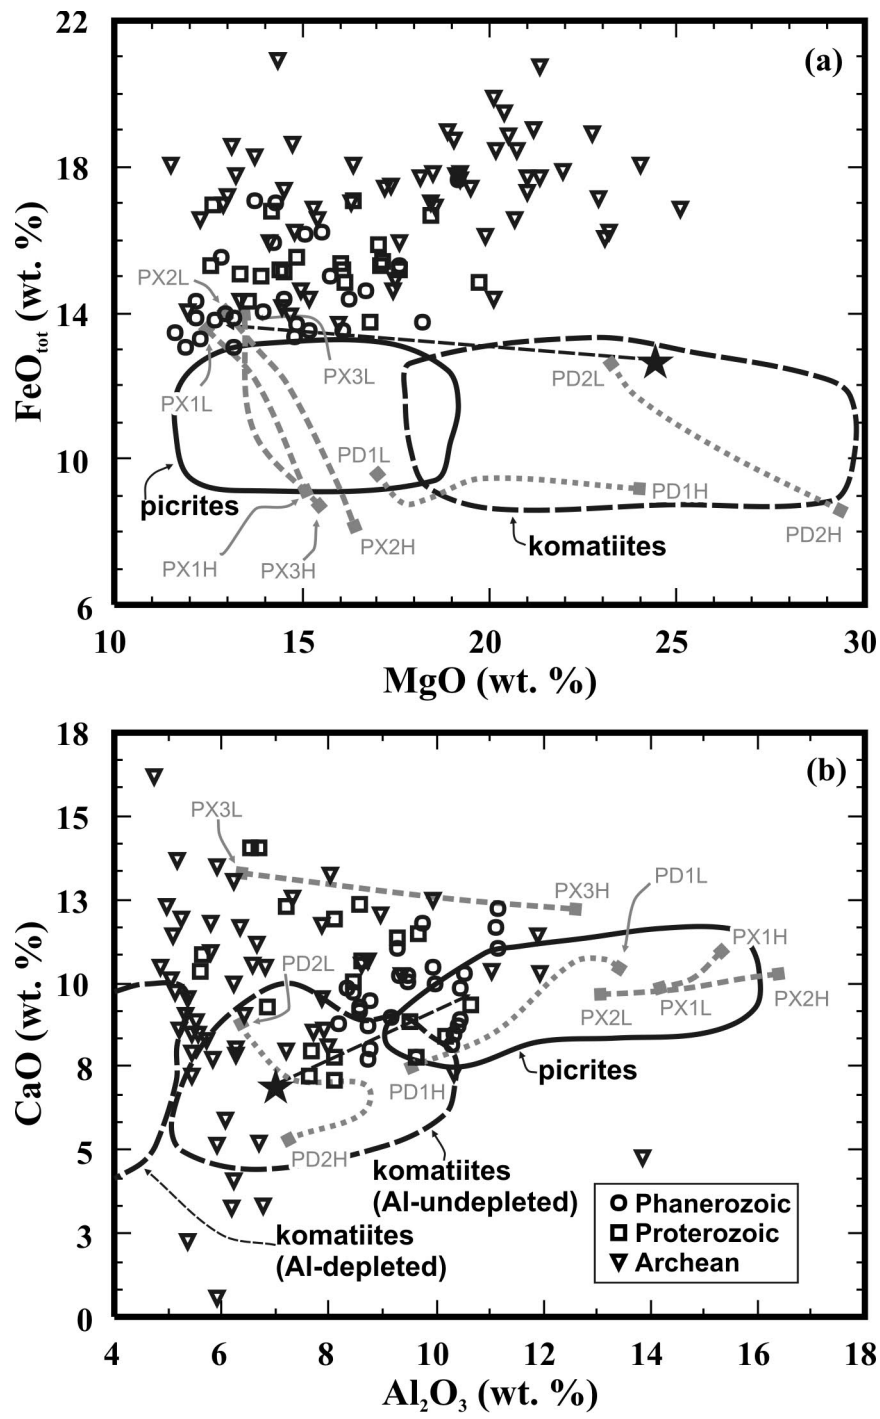 22
(a)
18
PX2L
14
PX3L
PD2L
PX1L
PD1L
10
PD1H
picrites
PX2H
komatiites
PD2H
PX1H
PX3H
6
10
15
20
25
30
FeOtot (wt. %)
MgO (wt. %)
18
(b)
PX3L
15
PX3H
PD1L
13
PX1H
PD2L
10
PX2L
PX1L
PX2H
8
PD1H
picrites
5
PD2H
komatiites
(Al-undepleted)
komatiites
(Al-depleted)
Phanerozoic
Proterozoic
Archean
3
0
4
6
8
10
12
14
16
18
CaO (wt. %)
Al2O3 (wt. %)